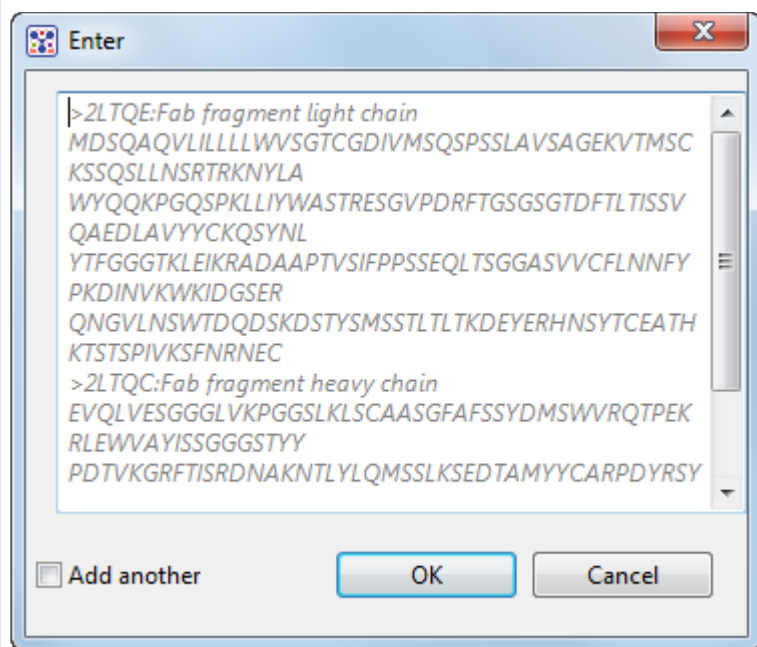 Enter
>2LTQE:Fab fragment light chain
MDSQAQVLILLLLWVSGTCGDIVMSQSPSSLAVSAGEKVTMSC
KSSQSLLNSRTRKNYLA
WYQQKPGQSPKLLIYWASTRESGVPDRFTGSGSGTDFTLTISSV
QAEDLAVYYCKQSYNL
YTFGGGTKLEIKRADAAPTVSIFPPSSEQLTSGGASVVCFLNNFY
PKDINVKWKIDGSER
QNGVLNSWTDQDSKDSTYSMSSTLTLTKDEYERHNSYTCEATH
KTSTSPIVKSFNRNEC
>2LTQC:Fab fragment heavy chain
EVQLVESGGGLVKPGGSLKLSCAASGFAFSSYDMSWVRQTPEK
RLEWVAYISSGGGSTYY
PDTVKGRFTISRDNAKNTLYLQMSSLKSEDTAMYYCARPDYRSY
Add another
OK
Cancel